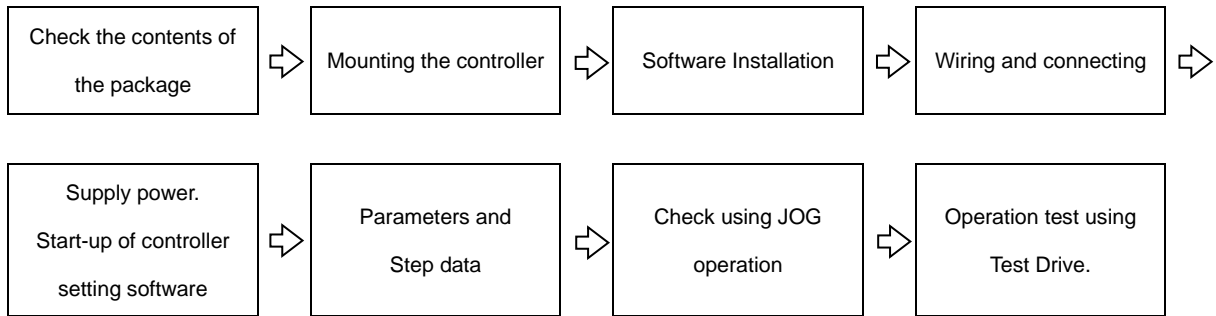 Check the contents of
the package
Mounting the controller
Software Installation
Wiring and connecting
Supply power.
Start-up of controller
setting software
Parameters and
Step data
Check using JOG
operation
Operation test using
Test Drive.